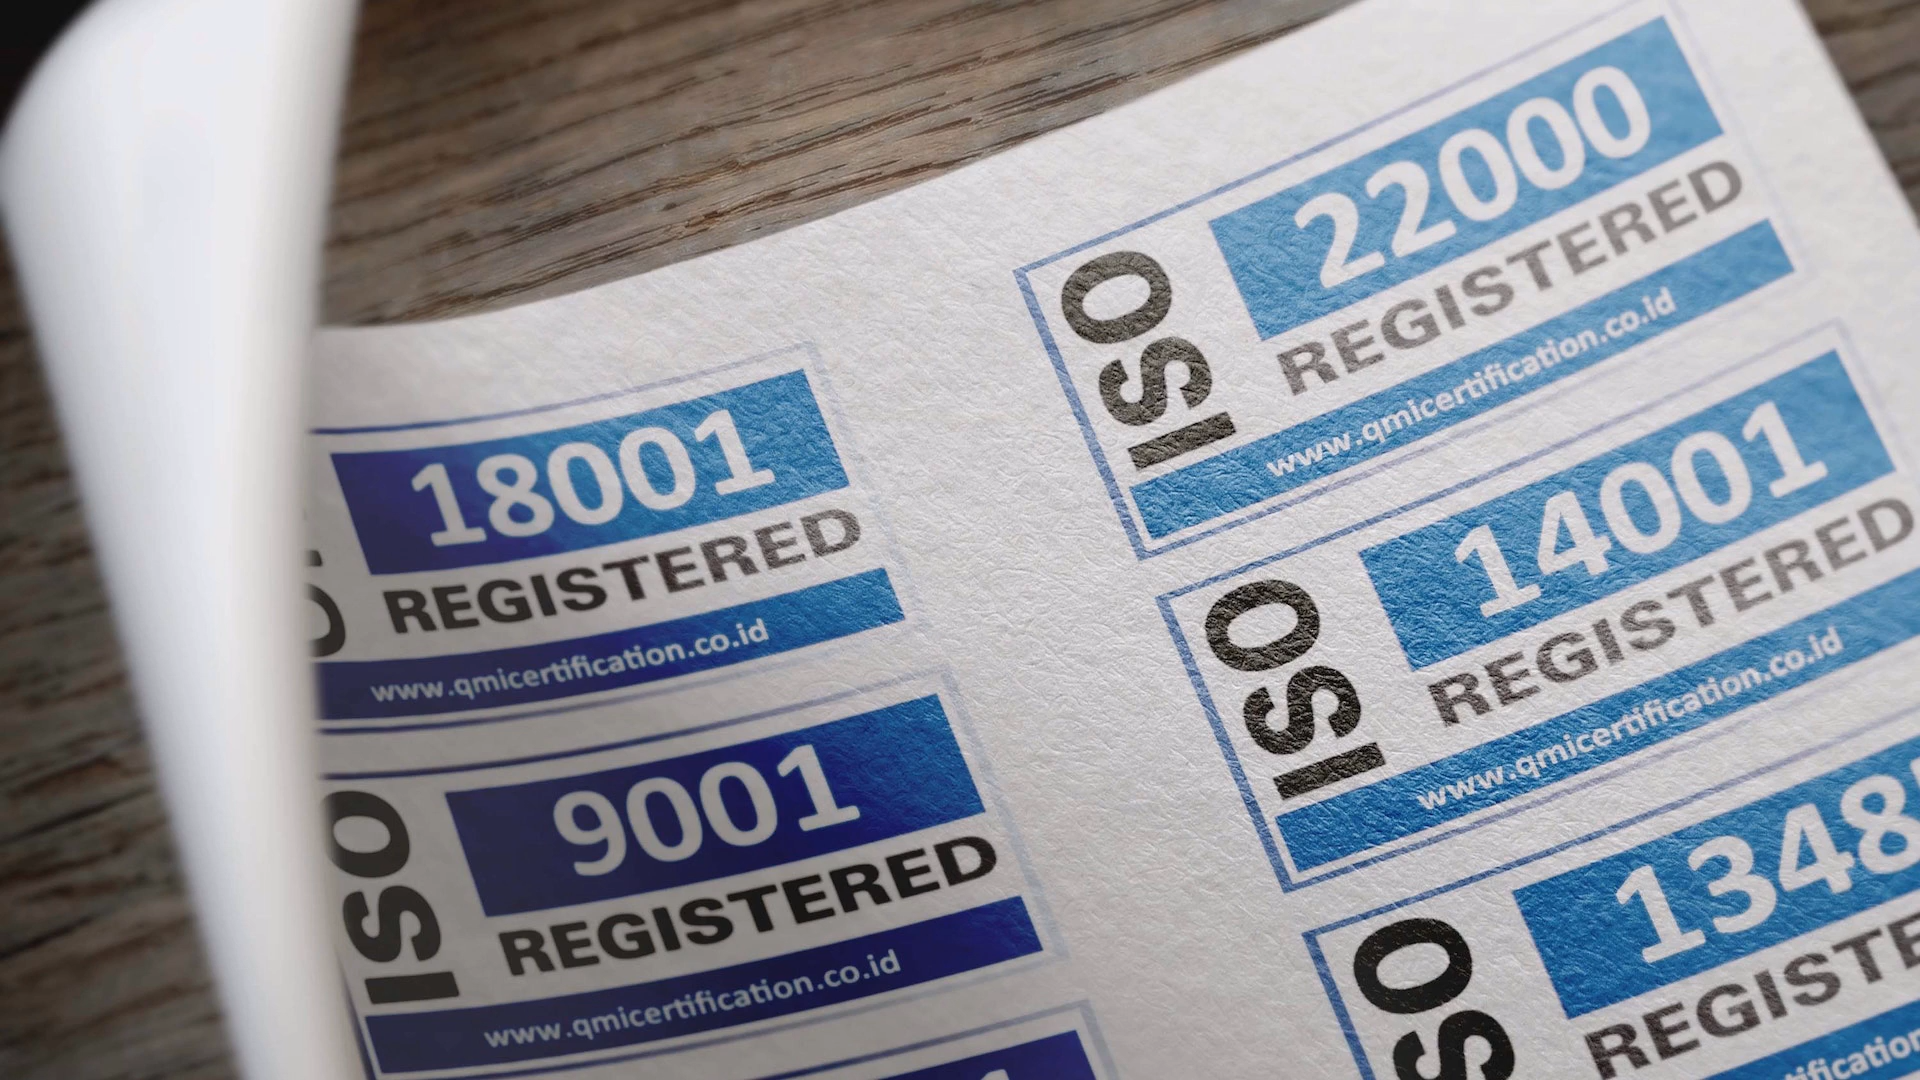 18001
REGISTERED
www.qmicertification.co.id
ISO
9001
REGISTERED
www.qmicertification.co.id
ISO
22000
REGISTERED
www.qmicertification.co.id
ISO
14001
REGISTERED
www.qmicertification.co.id
ISO
1348